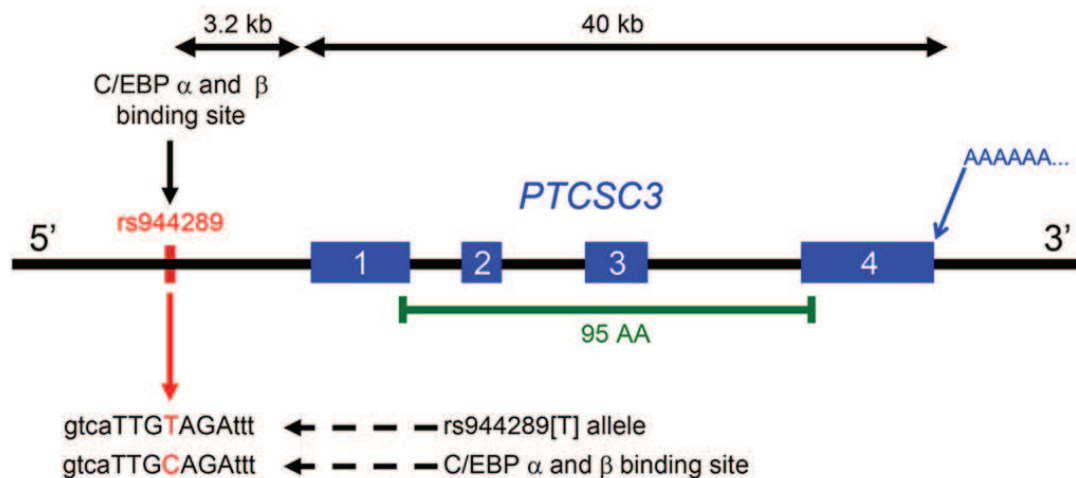 3.2 kb
40 kb
C/EBP α and β
binding site
AAAAAA...
PTCSC3
rs944289
5’
3’
1
2
3
4
95 AA
gtcaTTGTAGAttt
rs944289[T] allele
gtcaTTGCAGAttt
C/EBP α and β binding site